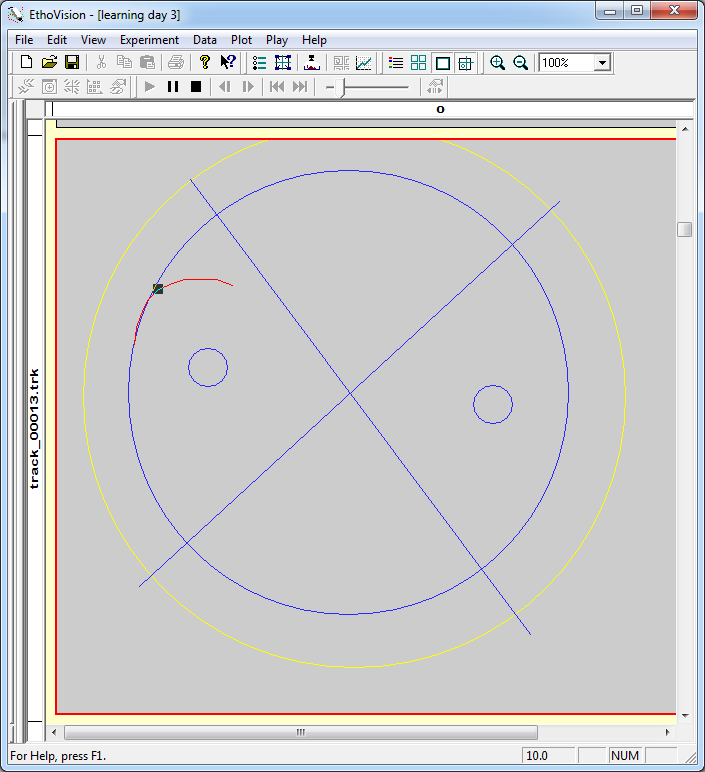 EthoVision - [learning day 3]
File Edit View Experiment Data Plot Play Help
100%
O
track_00013.trk
For Help, press F1.
10.0
NUM